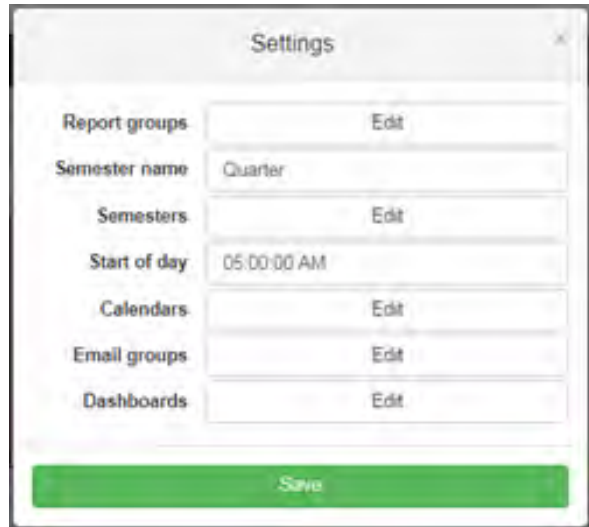 Settings ×
Report groups Edit
Semester name Quarter
Semesters Edit
Start of day 05:00:00 AM
Calendars Edit
Email groups Edit
Dashboards Edit
Save